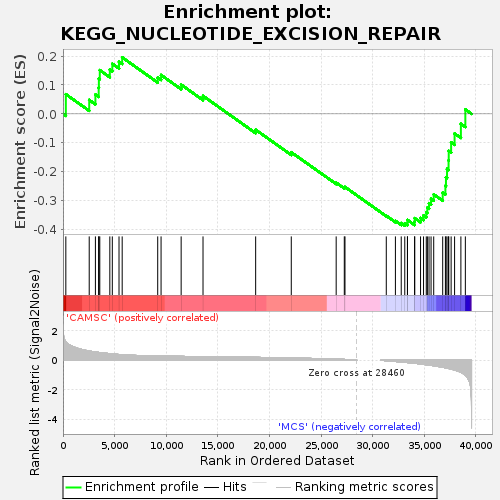 Enrichment plot:
KEGG_NUCLEOTIDE_EXCISION_REPAIR
Enrichment score (ES)
0.2
0.1
0.0
-0.1
-0.2
-0.3
-0.4
'CAMSC' (positively correlated)
Ranked list metric (Signal2Noise)
2
0
-2
-4
Zero cross at 28460
'MCS' (negatively correlated)
0 5,000 10,000 15,000 20,000 25,000 30,000 35,000 40,000
Rank in Ordered Dataset
Enrichment profile Hits Ranking metric scores